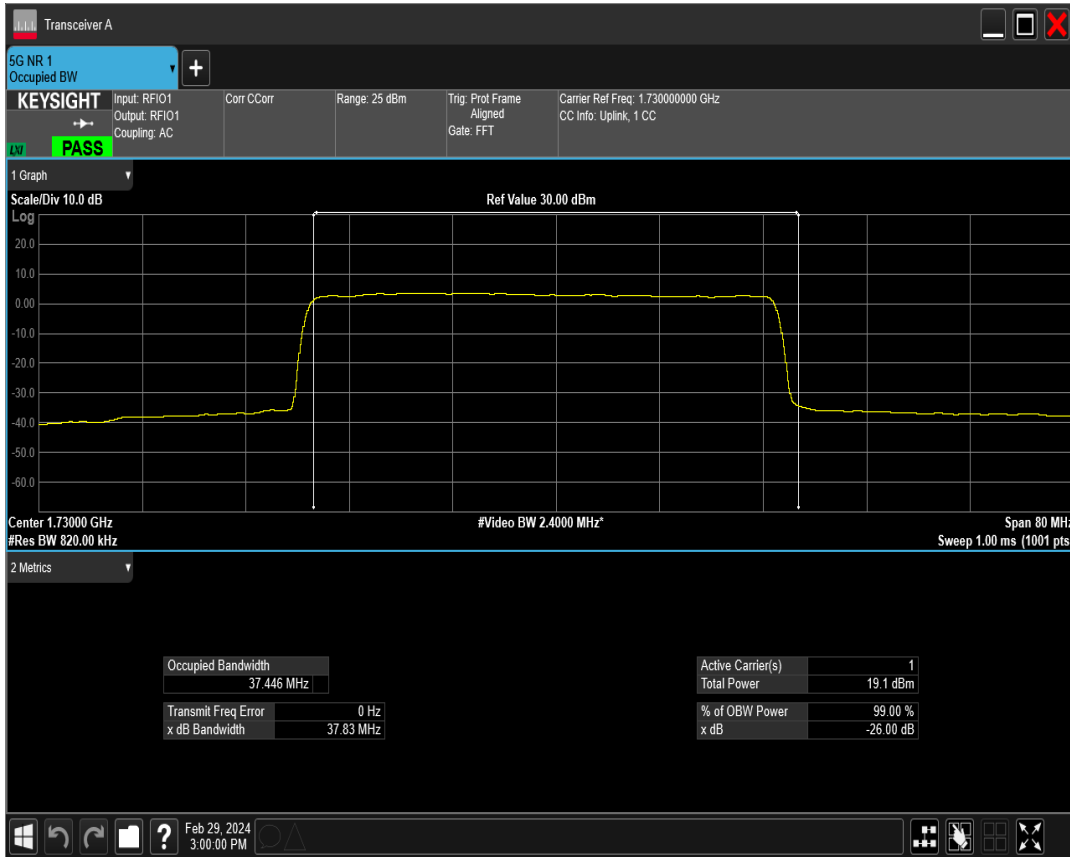 Transceiver A
5G NR 1
Occupied BW
KEYSIGHT
LXI
PASS
Input: RFIO1
Output: RFIO1
Coupling: AC
Corr CCorr
Range: 25 dBm
Trig: Prot Frame
Aligned
Gate: FFT
Carrier Ref Freq: 1.730000000 GHz
CC Info: Uplink, 1 CC
1 Graph
Scale/Div 10.0 dB
Ref Value 30.00 dBm
Log
20.0
10.0
0.00
-10.0
-20.0
-30.0
-40.0
-50.0
-60.0
Center 1.73000 GHz
#Video BW 2.4000 MHz*
Span 80 MHz
#Res BW 820.00 kHz
Sweep 1.00 ms (1001 pts
2 Metrics
Occupied Bandwidth
37.446 MHz
Transmit Freq Error 0 Hz
x dB Bandwidth 37.83 MHz
Active Carrier(s) 1
Total Power 19.1 dBm
% of OBW Power 99.00 %
x dB -26.00 dB
?
Feb 29, 2024
3:00:00 PM